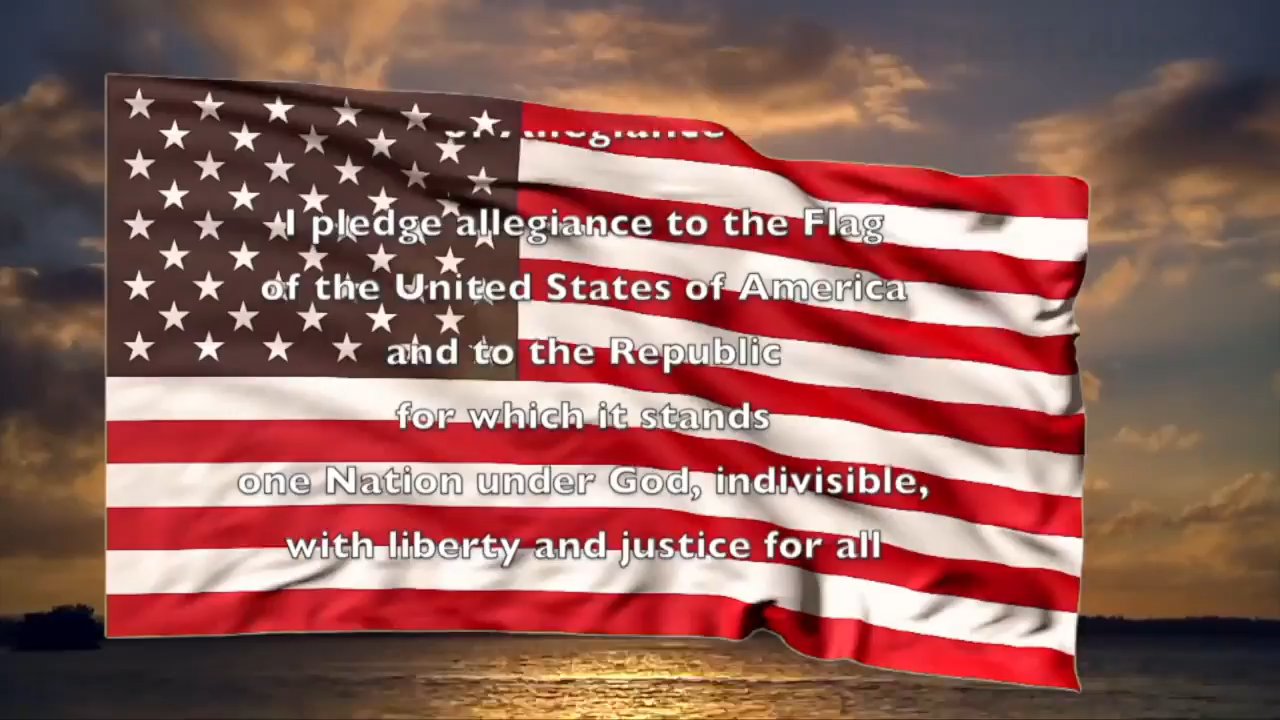 I pledge allegiance to the Flag
of the United States of America
and to the Republic
for which it stands
one Nation under God, indivisible,
with liberty and justice for all